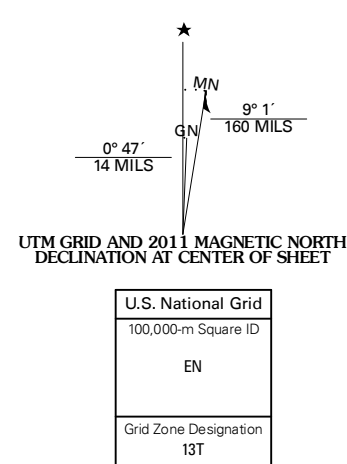 MN
9° 1´
160 MILS
GN
0° 47´
14 MILS
UTM GRID AND 2011 MAGNETIC NORTH
DECLINATION AT CENTER OF SHEET
U.S. National Grid
100,000-m Square ID
EN
Grid Zone Designation
13T